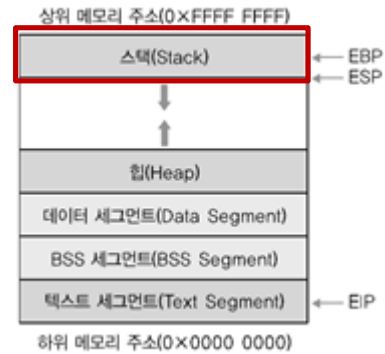 상위 메모리 주소(0×FFFF FFFF)
스택(Stack)
EBP
ESP
힙(Heap)
데이터 세그먼트(Data Segment)
BSS 세그먼트(BSS Segment)
텍스트 세그먼트(Text Segment)
EIP
하위 메모리 주소(0×0000 0000)